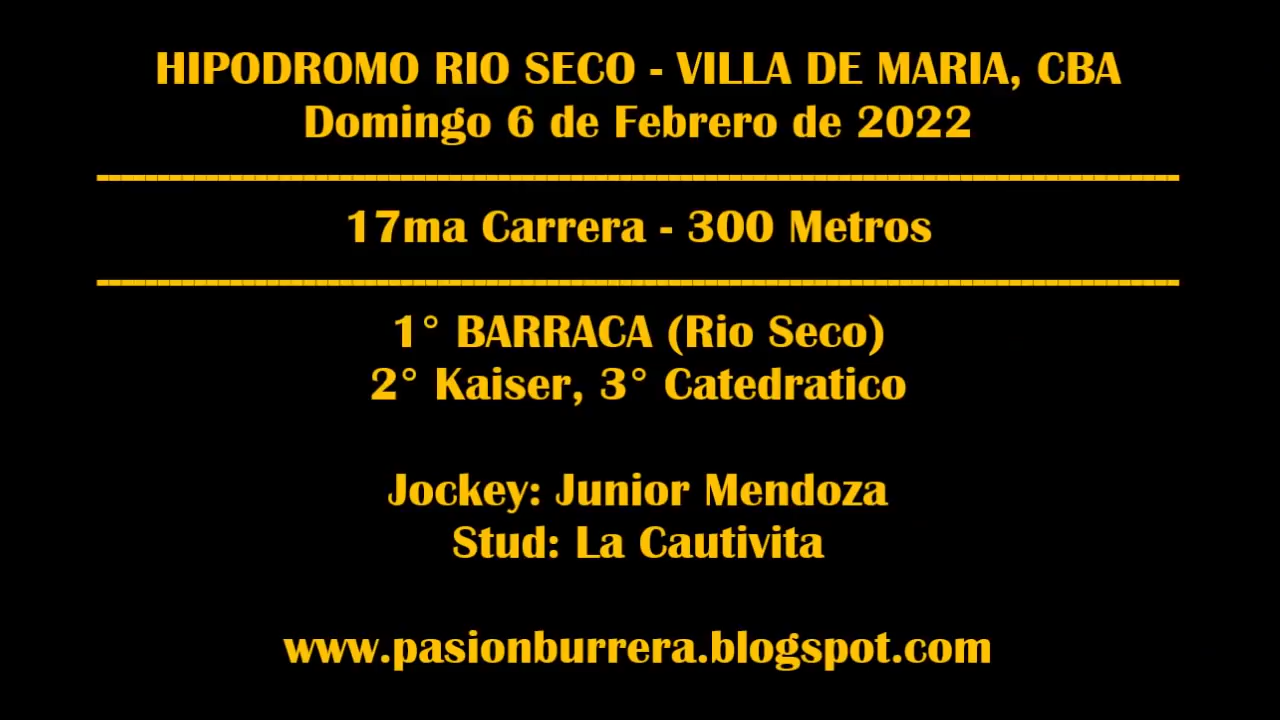 HIPODROMO RIO SECO - VILLA DE MARIA, CBA
Domingo 6 de Febrero de 2022
17ma Carrera - 300 Metros
1° BARRACA (Rio Seco)
2° Kaiser, 3° Catedratico
Jockey: Junior Mendoza
Stud: La Cautivita
www.pasionburrera.blogspot.com